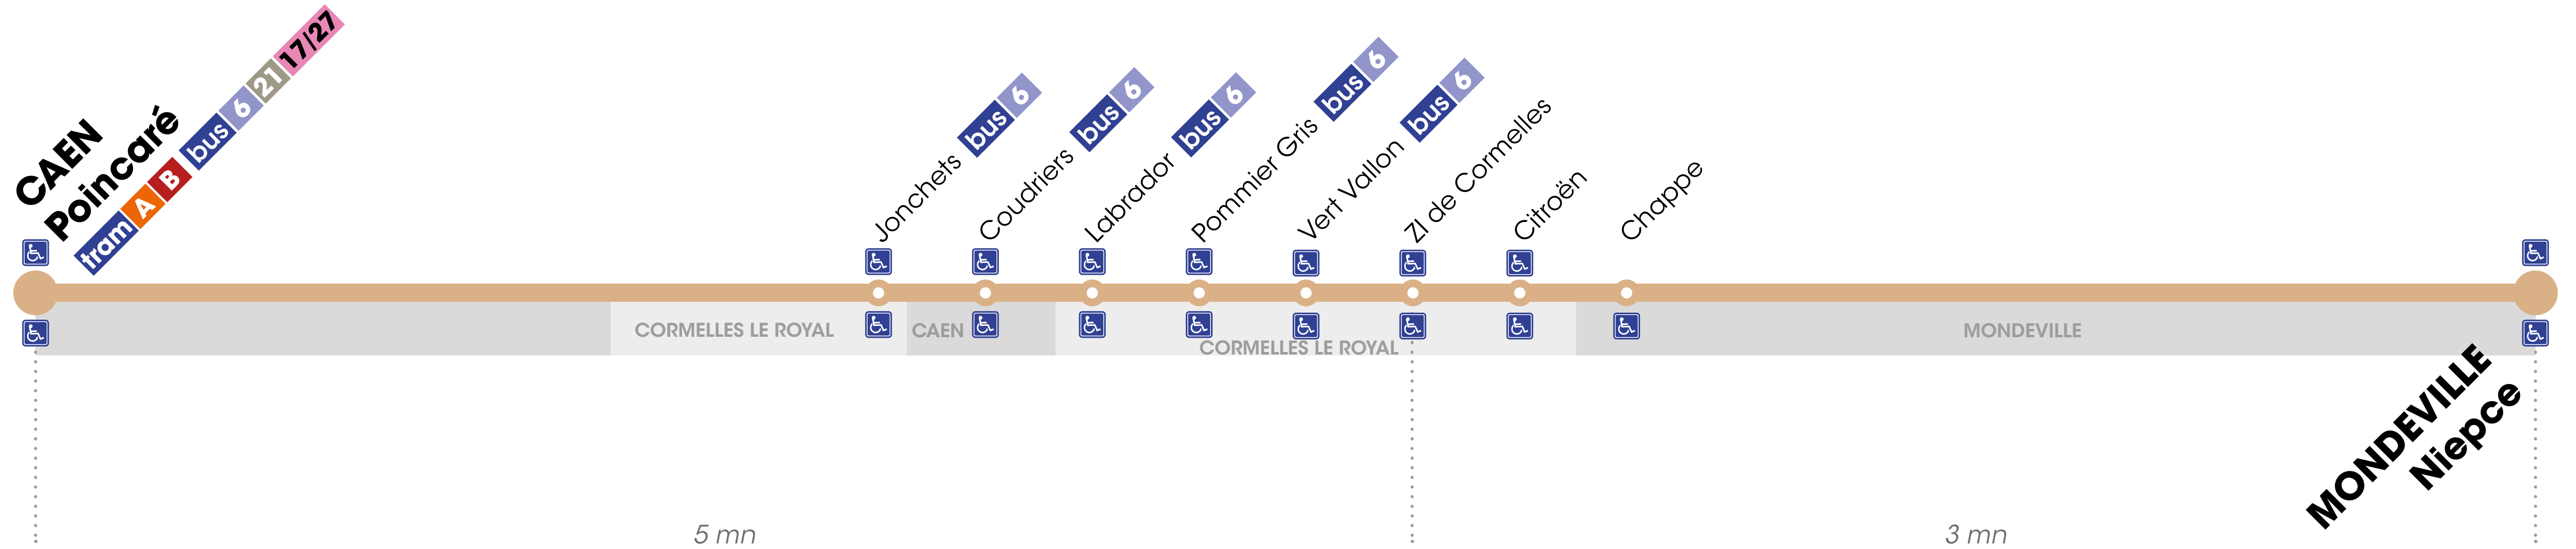 CAEN
Poincaré
tram A B bus 6 21 17/27
Jonchets bus 6
Coudriers bus 6
Labrador bus 6
Pommier Gris bus 6
Vert Vallon bus 6
ZI de Cormelles
Citroën
Chappe
CORMELLES LE ROYAL
CAEN
CORMELLES LE ROYAL
MONDEVILLE
MONDEVILLE
Niepce
5 mn
3 mn